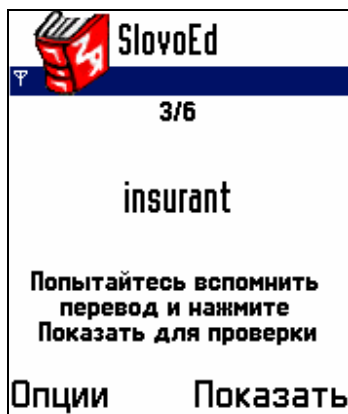 SlovoEd
3/6
insurant
Попытайтесь вспомнить
перевод и нажмите
Показать для проверки
Опции Показать